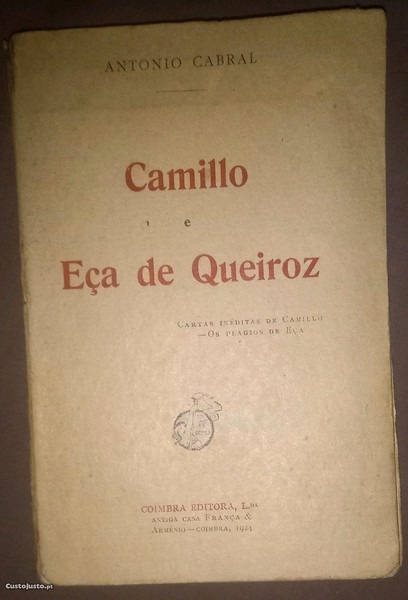 ANTONIO CABRAL
Camillo
e
Eça de Queiroz
CARTAS INEDITAS DE CAMILLO
—OS PLAGIOS DE EÇA
COIMBRA EDITORA, L.DA
ANTIGA CASA FRANÇA &
ARMÉNIO—COIMBRA, 1924
CustoJusto.pt